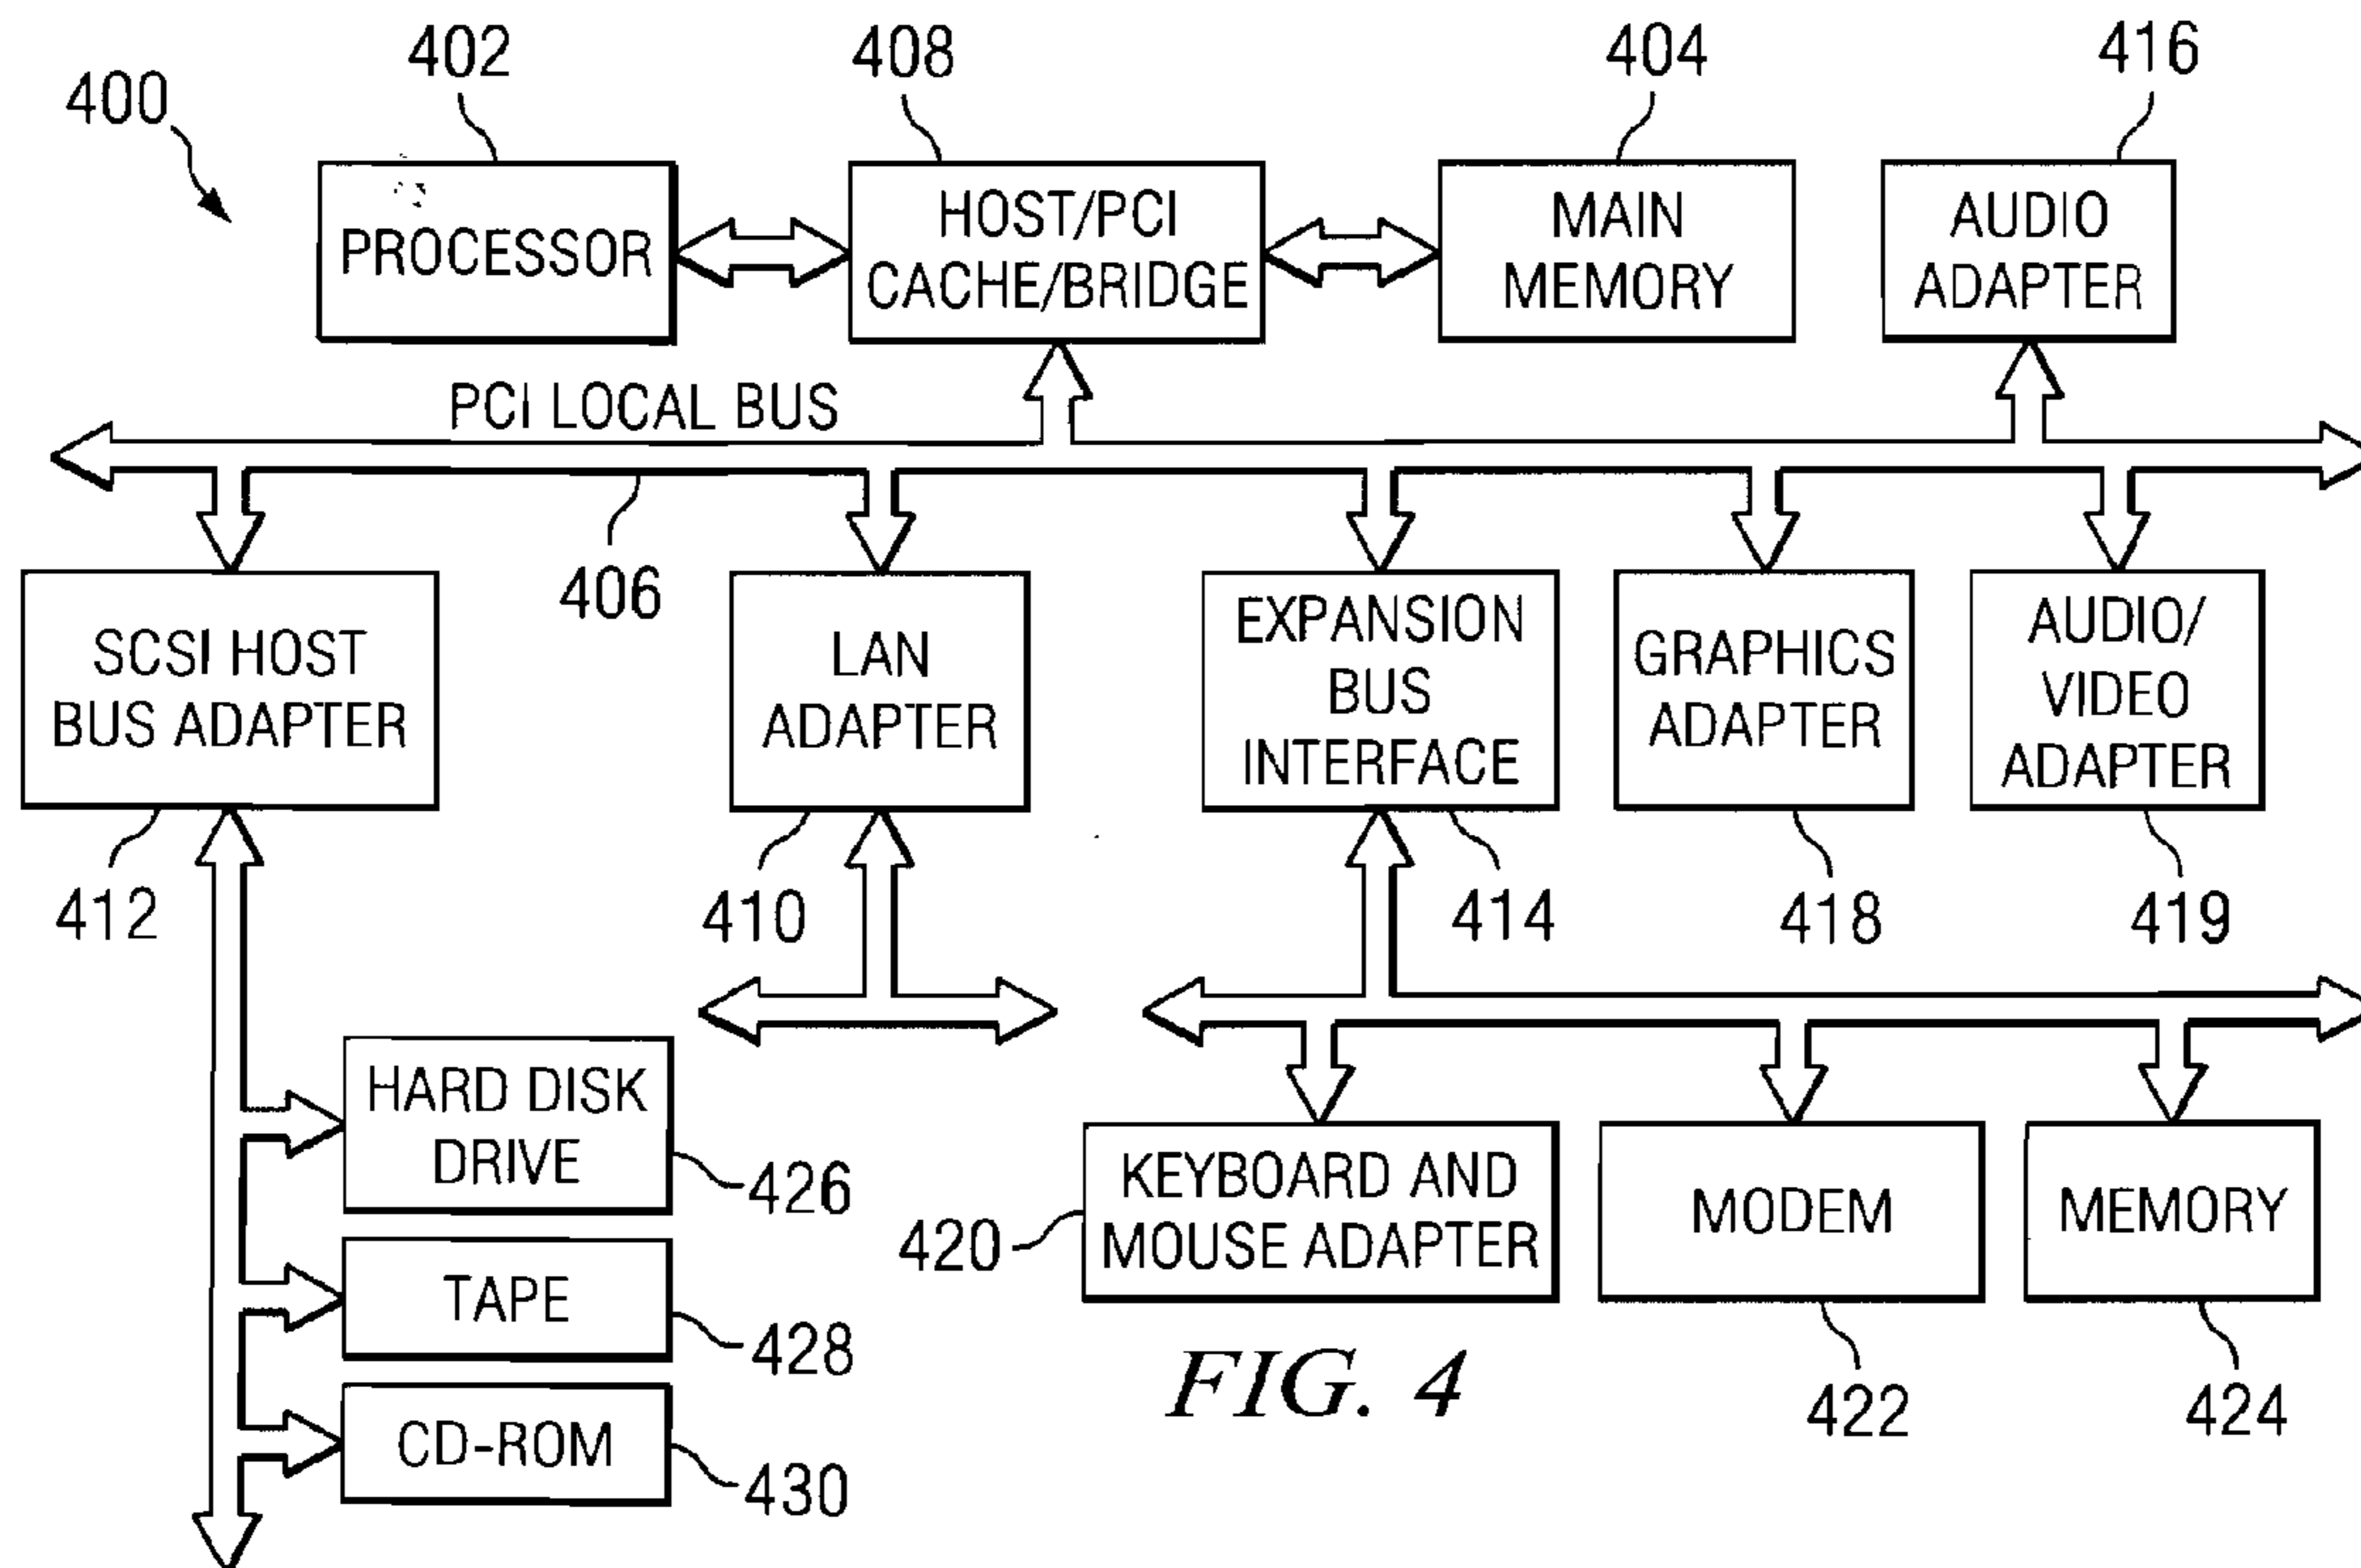 402
408
404
416
400
PROCESSOR
HOST/PCI
CACHE/BRIDGE
MAIN
MEMORY
AUDIO
ADAPTER
PCI LOCAL BUS
406
SCSI HOST
BUS ADAPTER
LAN
ADAPTER
EXPANSION
BUS
INTERFACE
GRAPHICS
ADAPTER
AUDIO/
VIDEO
ADAPTER
412
410
414
418
419
HARD DISK
DRIVE
426
TAPE
428
CD-ROM
430
420
KEYBOARD AND
MOUSE ADAPTER
MODEM
MEMORY
422
424
FIG. 4